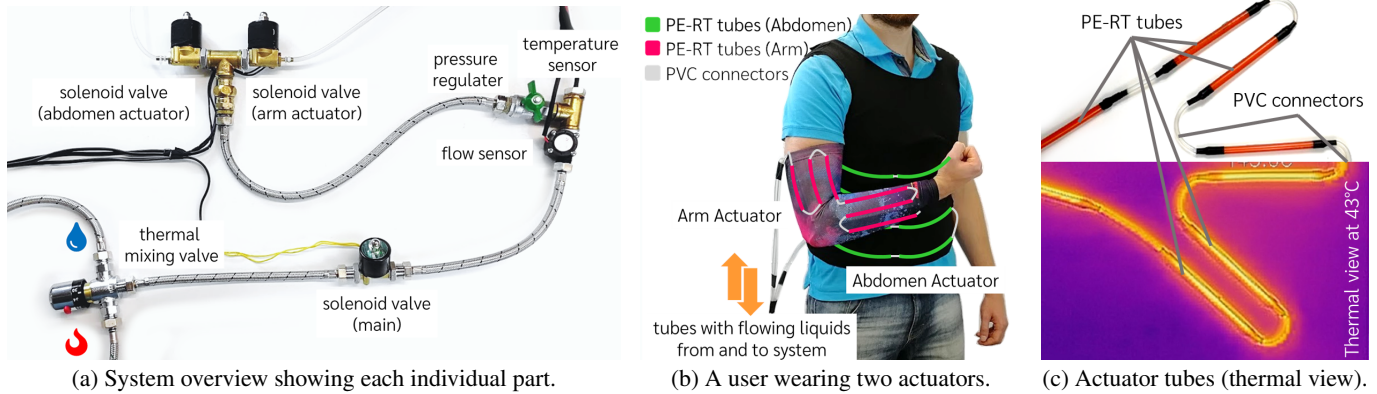 solenoid valve
(abdomen actuator)
solenoid valve
(arm actuator)
pressure
regulater
temperature
sensor
flow sensor
thermal
mixing valve
solenoid valve
(main)
(a) System overview showing each individual part.
PE-RT tubes (Abdomen)
PE-RT tubes (Arm)
PVC connectors
Arm Actuator
Abdomen Actuator
tubes with flowing liquids
from and to system
(b) A user wearing two actuators.
PE-RT tubes
PVC connectors
Thermal view at 43°C
(c) Actuator tubes (thermal view).